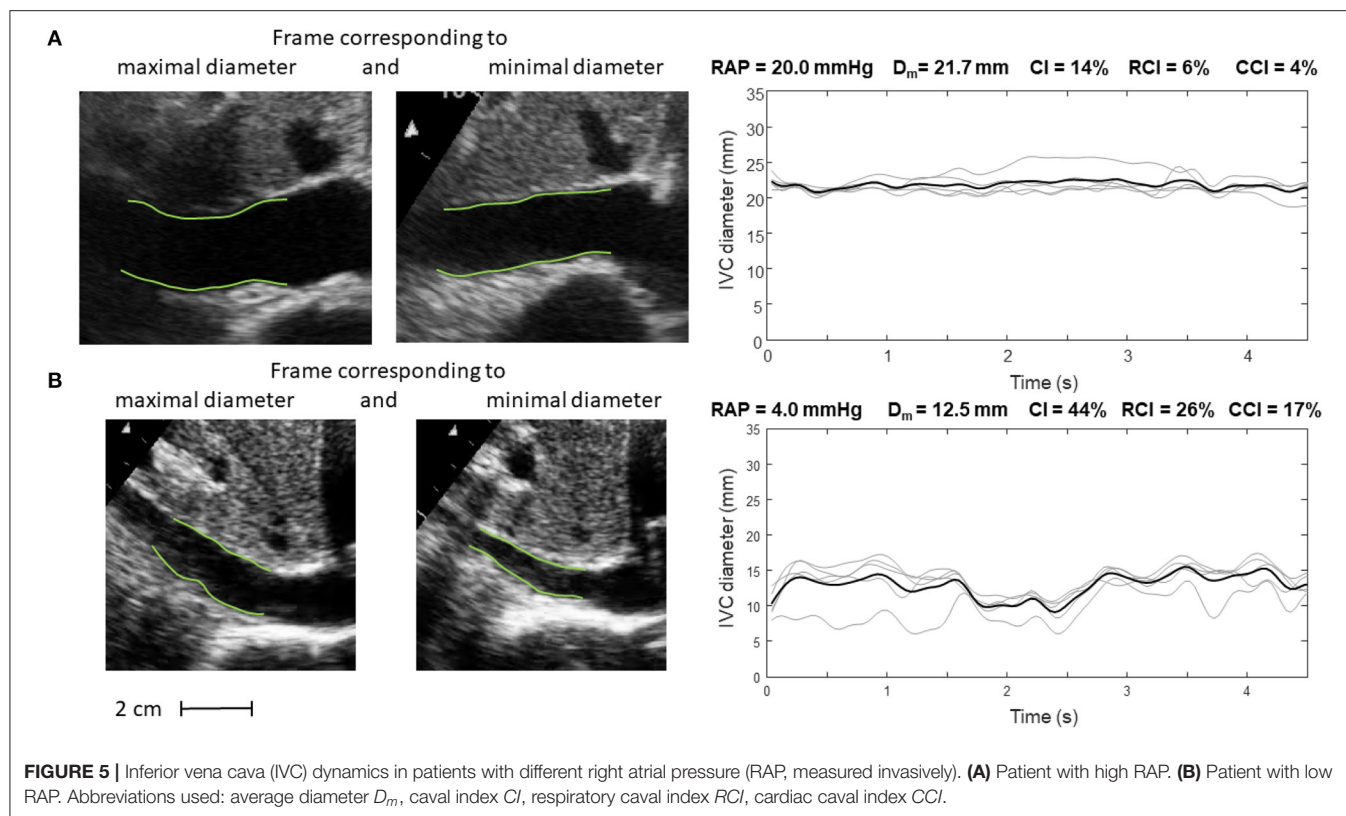 A
Frame corresponding to
maximal diameter and minimal diameter
RAP = 20.0 mmHg Dm = 21.7 mm CI = 14% RCI = 6% CCI = 4%
IVC diameter (mm)
35
30
25
20
15
10
5
0
0 1 2 3 4
Time (s)
B
Frame corresponding to
maximal diameter and minimal diameter
RAP = 4.0 mmHg Dm = 12.5 mm CI = 44% RCI = 26% CCI = 17%
IVC diameter (mm)
35
30
25
20
15
10
5
0
0 1 2 3 4
Time (s)
2 cm
FIGURE 5 | Inferior vena cava (IVC) dynamics in patients with different right atrial pressure (RAP, measured invasively). (A) Patient with high RAP. (B) Patient with low
RAP. Abbreviations used: average diameter Dm, caval index CI, respiratory caval index RCI, cardiac caval index CCI.